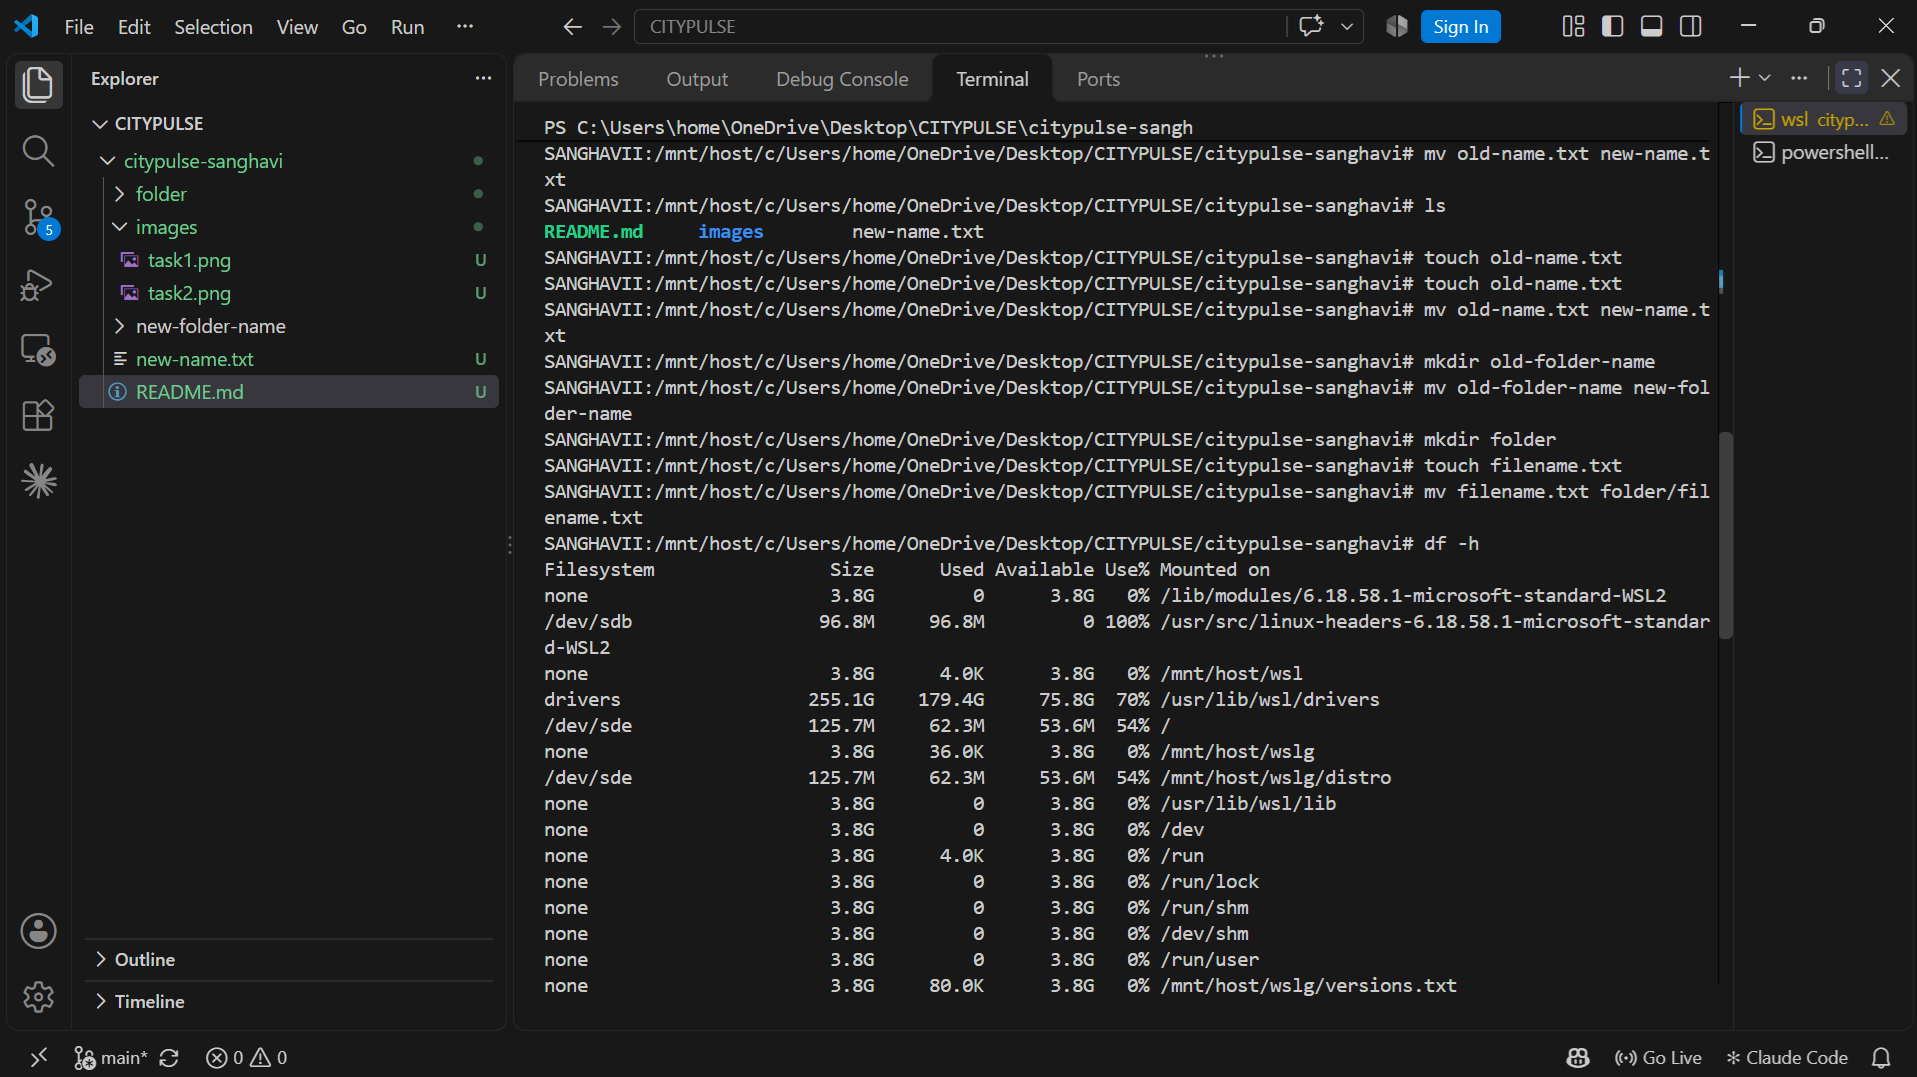 File Edit Selection View Go Run ···
CITYPULSE
Sign In
Explorer ···
CITYPULSE
citypulse-sanghavi
folder
images
task1.png U
task2.png U
new-folder-name
new-name.txt U
README.md U
5
Outline
Timeline
Problems Output Debug Console Terminal Ports
PS C:\Users\home\OneDrive\Desktop\CITYPULSE\citypulse-sangh
SANGHAVII:/mnt/host/c/Users/home/OneDrive/Desktop/CITYPULSE/citypulse-sanghavi# mv old-name.txt new-name.t
xt
SANGHAVII:/mnt/host/c/Users/home/OneDrive/Desktop/CITYPULSE/citypulse-sanghavi# ls
README.md images new-name.txt
SANGHAVII:/mnt/host/c/Users/home/OneDrive/Desktop/CITYPULSE/citypulse-sanghavi# touch old-name.txt
SANGHAVII:/mnt/host/c/Users/home/OneDrive/Desktop/CITYPULSE/citypulse-sanghavi# touch old-name.txt
SANGHAVII:/mnt/host/c/Users/home/OneDrive/Desktop/CITYPULSE/citypulse-sanghavi# mv old-name.txt new-name.t
xt
SANGHAVII:/mnt/host/c/Users/home/OneDrive/Desktop/CITYPULSE/citypulse-sanghavi# mkdir old-folder-name
SANGHAVII:/mnt/host/c/Users/home/OneDrive/Desktop/CITYPULSE/citypulse-sanghavi# mv old-folder-name new-fol
der-name
SANGHAVII:/mnt/host/c/Users/home/OneDrive/Desktop/CITYPULSE/citypulse-sanghavi# mkdir folder
SANGHAVII:/mnt/host/c/Users/home/OneDrive/Desktop/CITYPULSE/citypulse-sanghavi# touch filename.txt
SANGHAVII:/mnt/host/c/Users/home/OneDrive/Desktop/CITYPULSE/citypulse-sanghavi# mv filename.txt folder/fil
ename.txt
SANGHAVII:/mnt/host/c/Users/home/OneDrive/Desktop/CITYPULSE/citypulse-sanghavi# df -h
Filesystem Size Used Available Use% Mounted on
none 3.8G 0 3.8G 0% /lib/modules/6.18.58.1-microsoft-standard-WSL2
/dev/sdb 96.8M 96.8M 0 100% /usr/src/linux-headers-6.18.58.1-microsoft-standar
d-WSL2
none 3.8G 4.0K 3.8G 0% /mnt/host/wsl
drivers 255.1G 179.4G 75.8G 70% /usr/lib/wsl/drivers
/dev/sde 125.7M 62.3M 53.6M 54% /
none 3.8G 36.0K 3.8G 0% /mnt/host/wslg
/dev/sde 125.7M 62.3M 53.6M 54% /mnt/host/wslg/distro
none 3.8G 0 3.8G 0% /usr/lib/wsl/lib
none 3.8G 0 3.8G 0% /dev
none 3.8G 4.0K 3.8G 0% /run
none 3.8G 0 3.8G 0% /run/lock
none 3.8G 0 3.8G 0% /run/shm
none 3.8G 0 3.8G 0% /dev/shm
none 3.8G 0 3.8G 0% /run/user
none 3.8G 80.0K 3.8G 0% /mnt/host/wslg/versions.txt
wsl cityp...
powershell...
main* 0 0
Go Live Claude Code